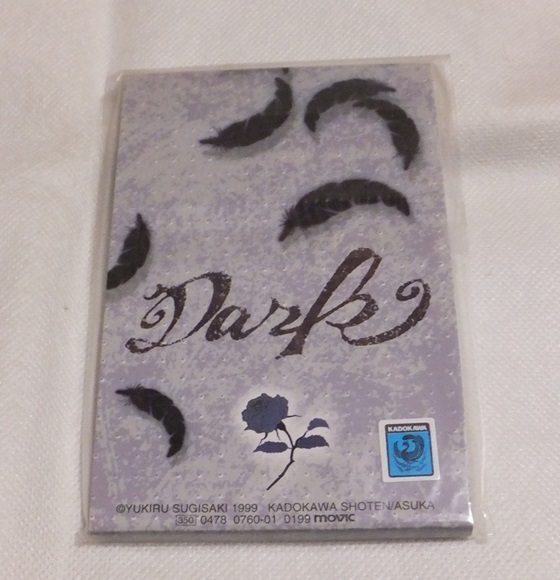 Dark
KADOKAWA
©YUKIRU SUGISAKI 1999 KADOKAWA SHOTEN/ASUKA
350 0478 0760-01 0199 movic